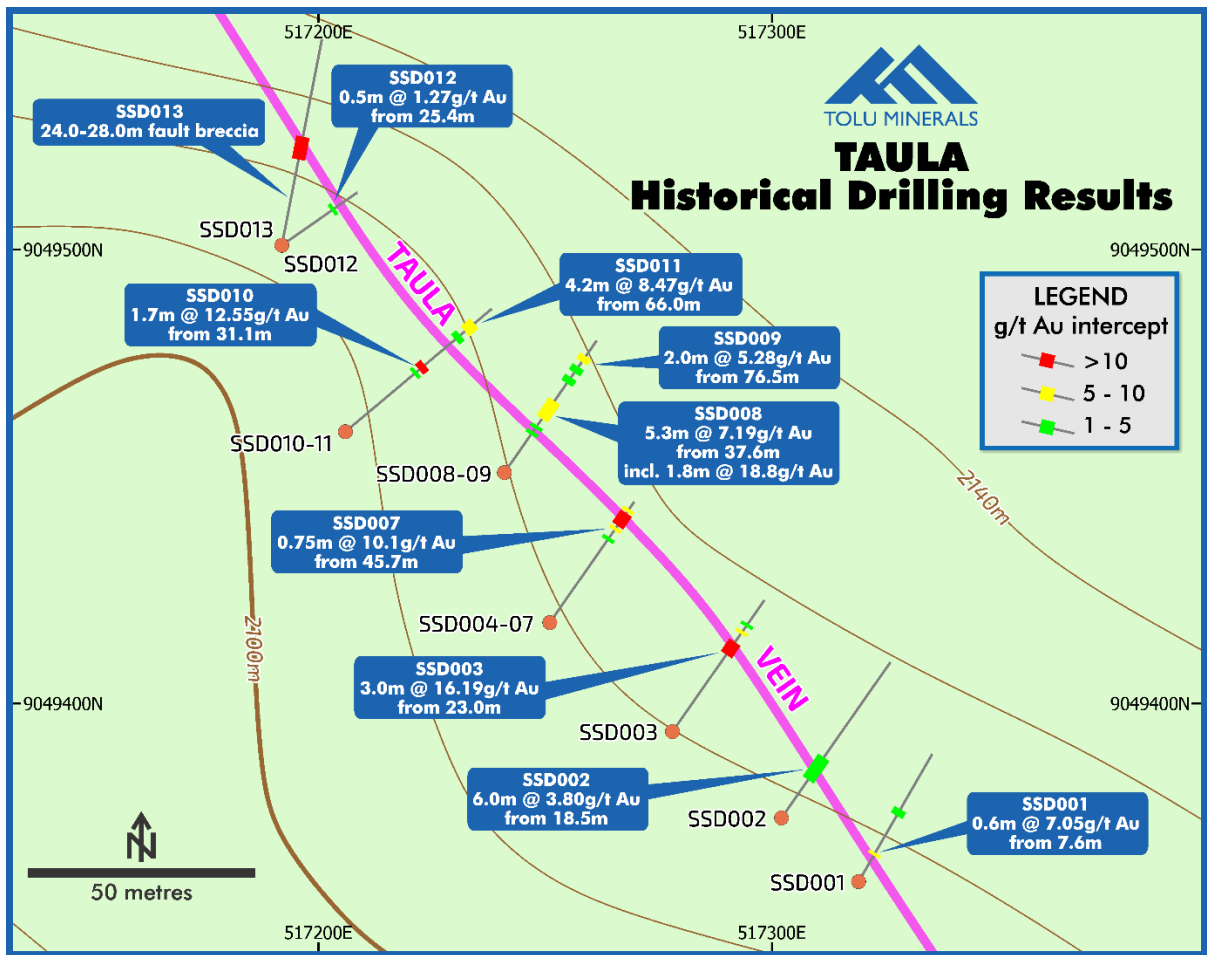 517200E
517300E
TOLU MINERALS
TAULA
Historical Drilling Results
SSD012
0.5m @ 1.27g/t Au
from 25.4m
SSD013
24.0-28.0m fault breccia
SSD013
SSD012
9049500N
9049500N
TAULA
SSD011
4.2m @ 8.47g/t Au
from 66.0m
SSD010
1.7m @ 12.55g/t Au
from 31.1m
LEGEND
g/t Au intercept
>10
5 - 10
1 - 5
SSD009
2.0m @ 5.28g/t Au
from 76.5m
SSD008
5.3m @ 7.19g/t Au
from 37.6m
incl. 1.8m @ 18.8g/t Au
SSD010-11
SSD008-09
2140m
SSD007
0.75m @ 10.1g/t Au
from 45.7m
SSD004-07
2100m
VEIN
SSD003
3.0m @ 16.19g/t Au
from 23.0m
9049400N
9049400N
SSD003
SSD002
6.0m @ 3.80g/t Au
from 18.5m
SSD002
SSD001
0.6m @ 7.05g/t Au
from 7.6m
SSD001
N
50 metres
517200E
517300E